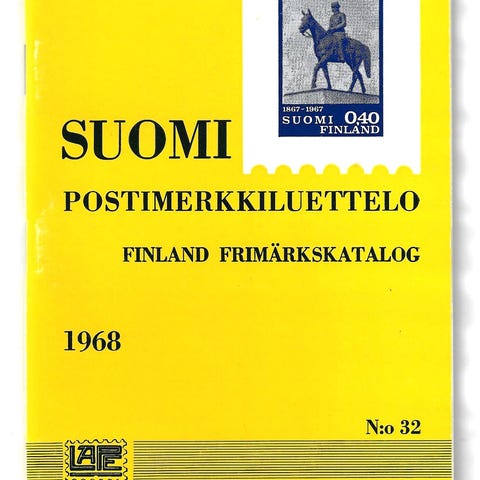 1867-1967
SUOMI 0.40
FINLAND
SUOMI
POSTIMERKKILUETTELO
FINLAND FRIMÄRKSKATALOG
1968
N:o 32
LAPE